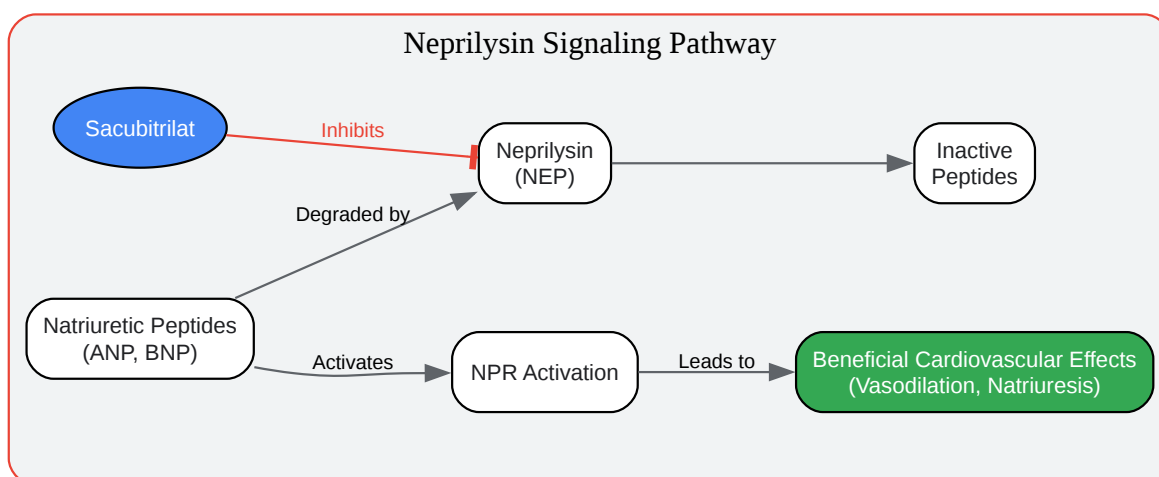 Neprilysin Signaling Pathway
Sacubitrilat
Inhibits
Neprilysin
(NEP)
Inactive
Peptides
Degraded by
Natriuretic Peptides
(ANP, BNP)
Activates
NPR Activation
Leads to
Beneficial Cardiovascular Effects
(Vasodilation, Natriuresis)